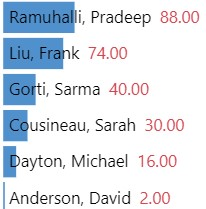 Ramuhalli, Pradeep 88.00
Liu, Frank 74.00
Gorti, Sarma 40.00
Cousineau, Sarah 30.00
Dayton, Michael 16.00
Anderson, David 2.00